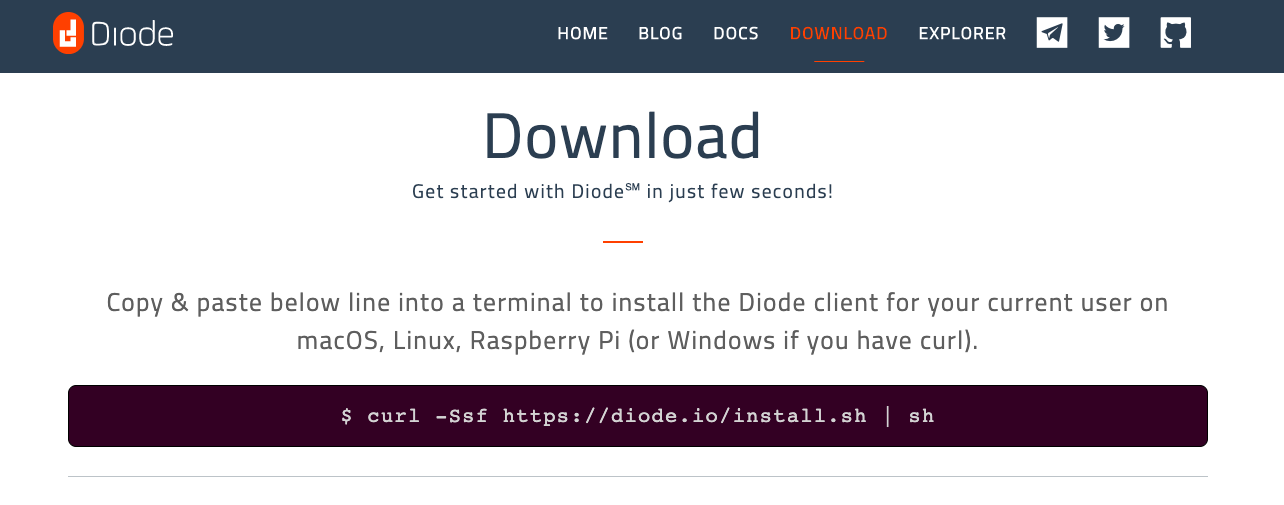 Diode HOME BLOG DOCS DOWNLOAD EXPLORER
Download
Get started with Diode℠ in just few seconds!
Copy & paste below line into a terminal to install the Diode client for your current user on
macOS, Linux, Raspberry Pi (or Windows if you have curl).
$ curl -Ssf https://diode.io/install.sh | sh